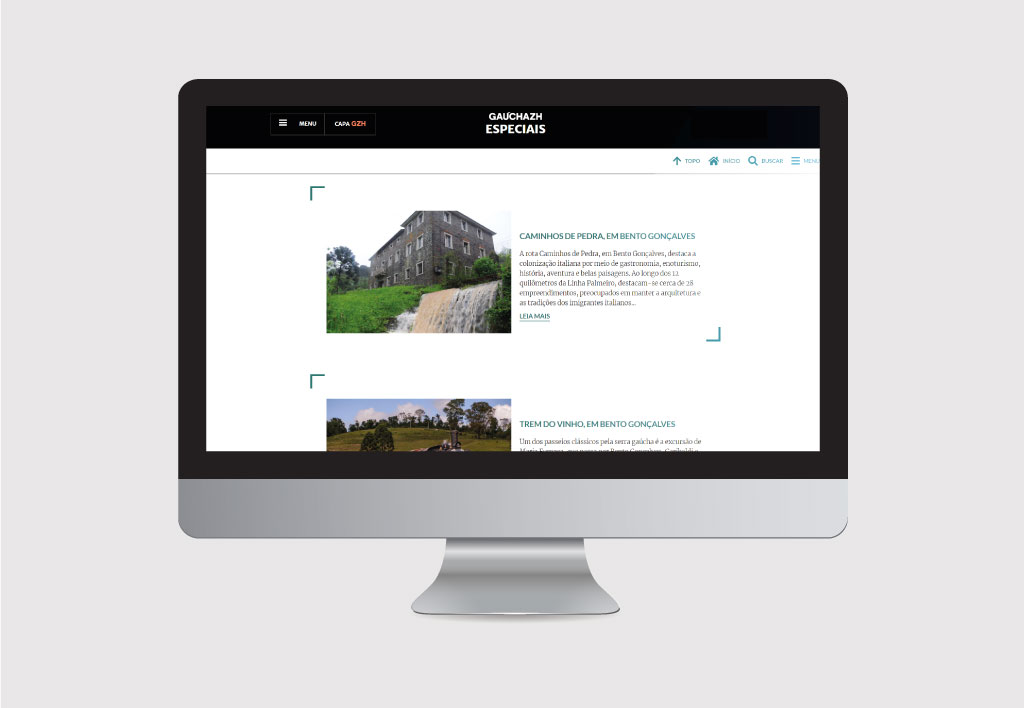 MENU
CAPA GZH
GAÚCHAZH
ESPECIAIS
TOPO
INÍCIO
BUSCAR
MENU
CAMINHOS DE PEDRA, EM BENTO GONÇALVES
A rota Caminhos de Pedra, em Bento Gonçalves, destaca a
colonização italiana por meio de gastronomia, enoturismo,
história, aventura e belas paisagens. Ao longo dos 12
quilômetros da Linha Palmeiro, destacam-se cerca de 28
empreendimentos, preocupados em manter a arquitetura e
as tradições dos imigrantes italianos...
LEIA MAIS
TREM DO VINHO, EM BENTO GONÇALVES
Um dos passeios clássicos pela serra gaúcha é a excursão de